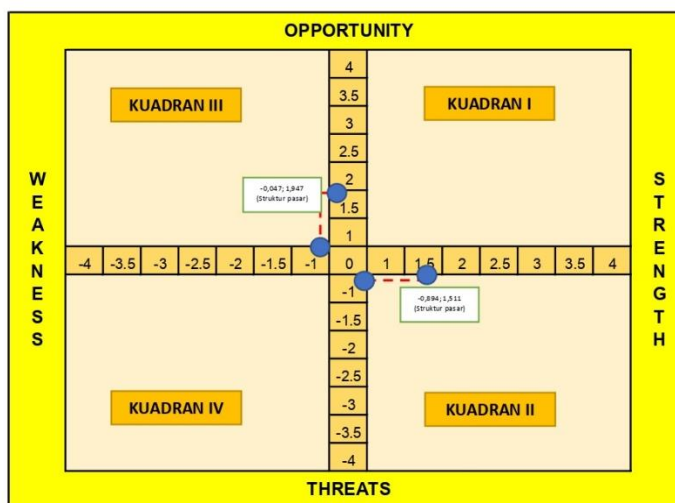 OPPORTUNITY
KUADRAN III
KUADRAN I
4
3.5
3
2.5
2
1.5
1
-0,047; 1,947
(Struktur pasar)
WEAKNESS
STRENGTH
-4 -3.5 -3 -2.5 -2 -1.5 -1 0 1 1.5 2 2.5 3 3.5 4
-1
-1.5
-2
-2.5
-3
-3.5
-4
-0,894; 1,511
(Struktur pasar)
KUADRAN IV
KUADRAN II
THREATS